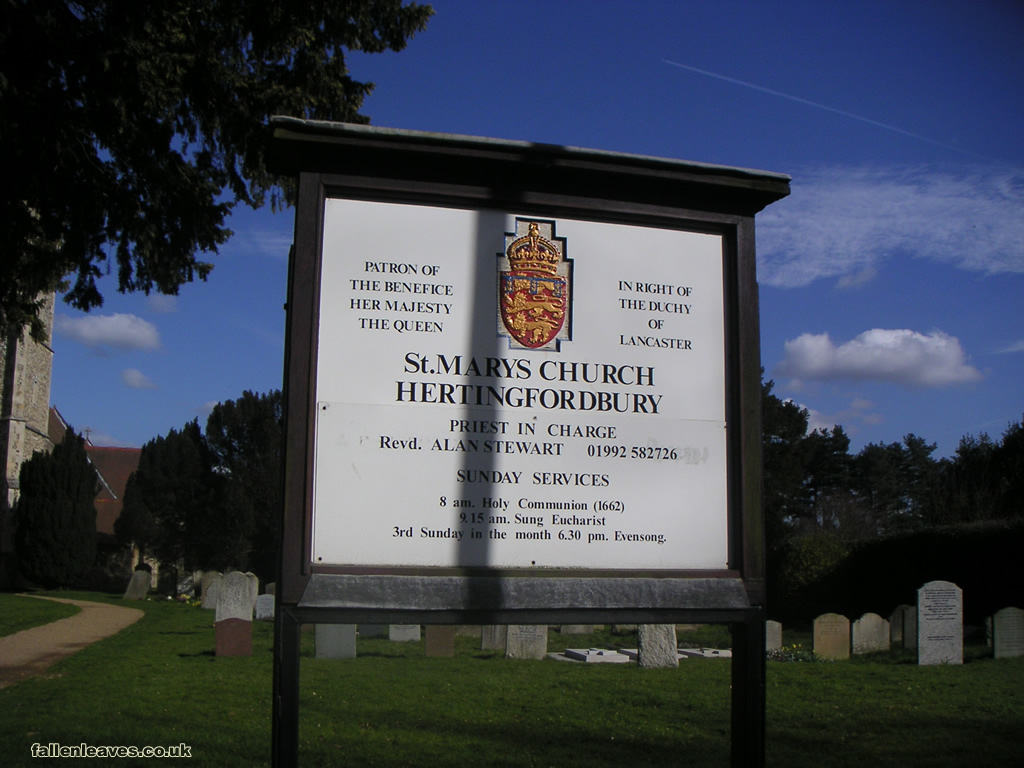 PATRON OF
THE BENEFICE
HER MAJESTY
THE QUEEN
IN RIGHT OF
THE DUCHY
OF
LANCASTER
St.MARYS CHURCH
HERTINGFORDBURY
PRIEST IN CHARGE
Revd. ALAN STEWART 01992 582726
SUNDAY SERVICES
8 am. Holy Communion (1662)
9.15 am. Sung Eucharist
3rd Sunday in the month 6.30 pm. Evensong.
fallenleaves.co.uk